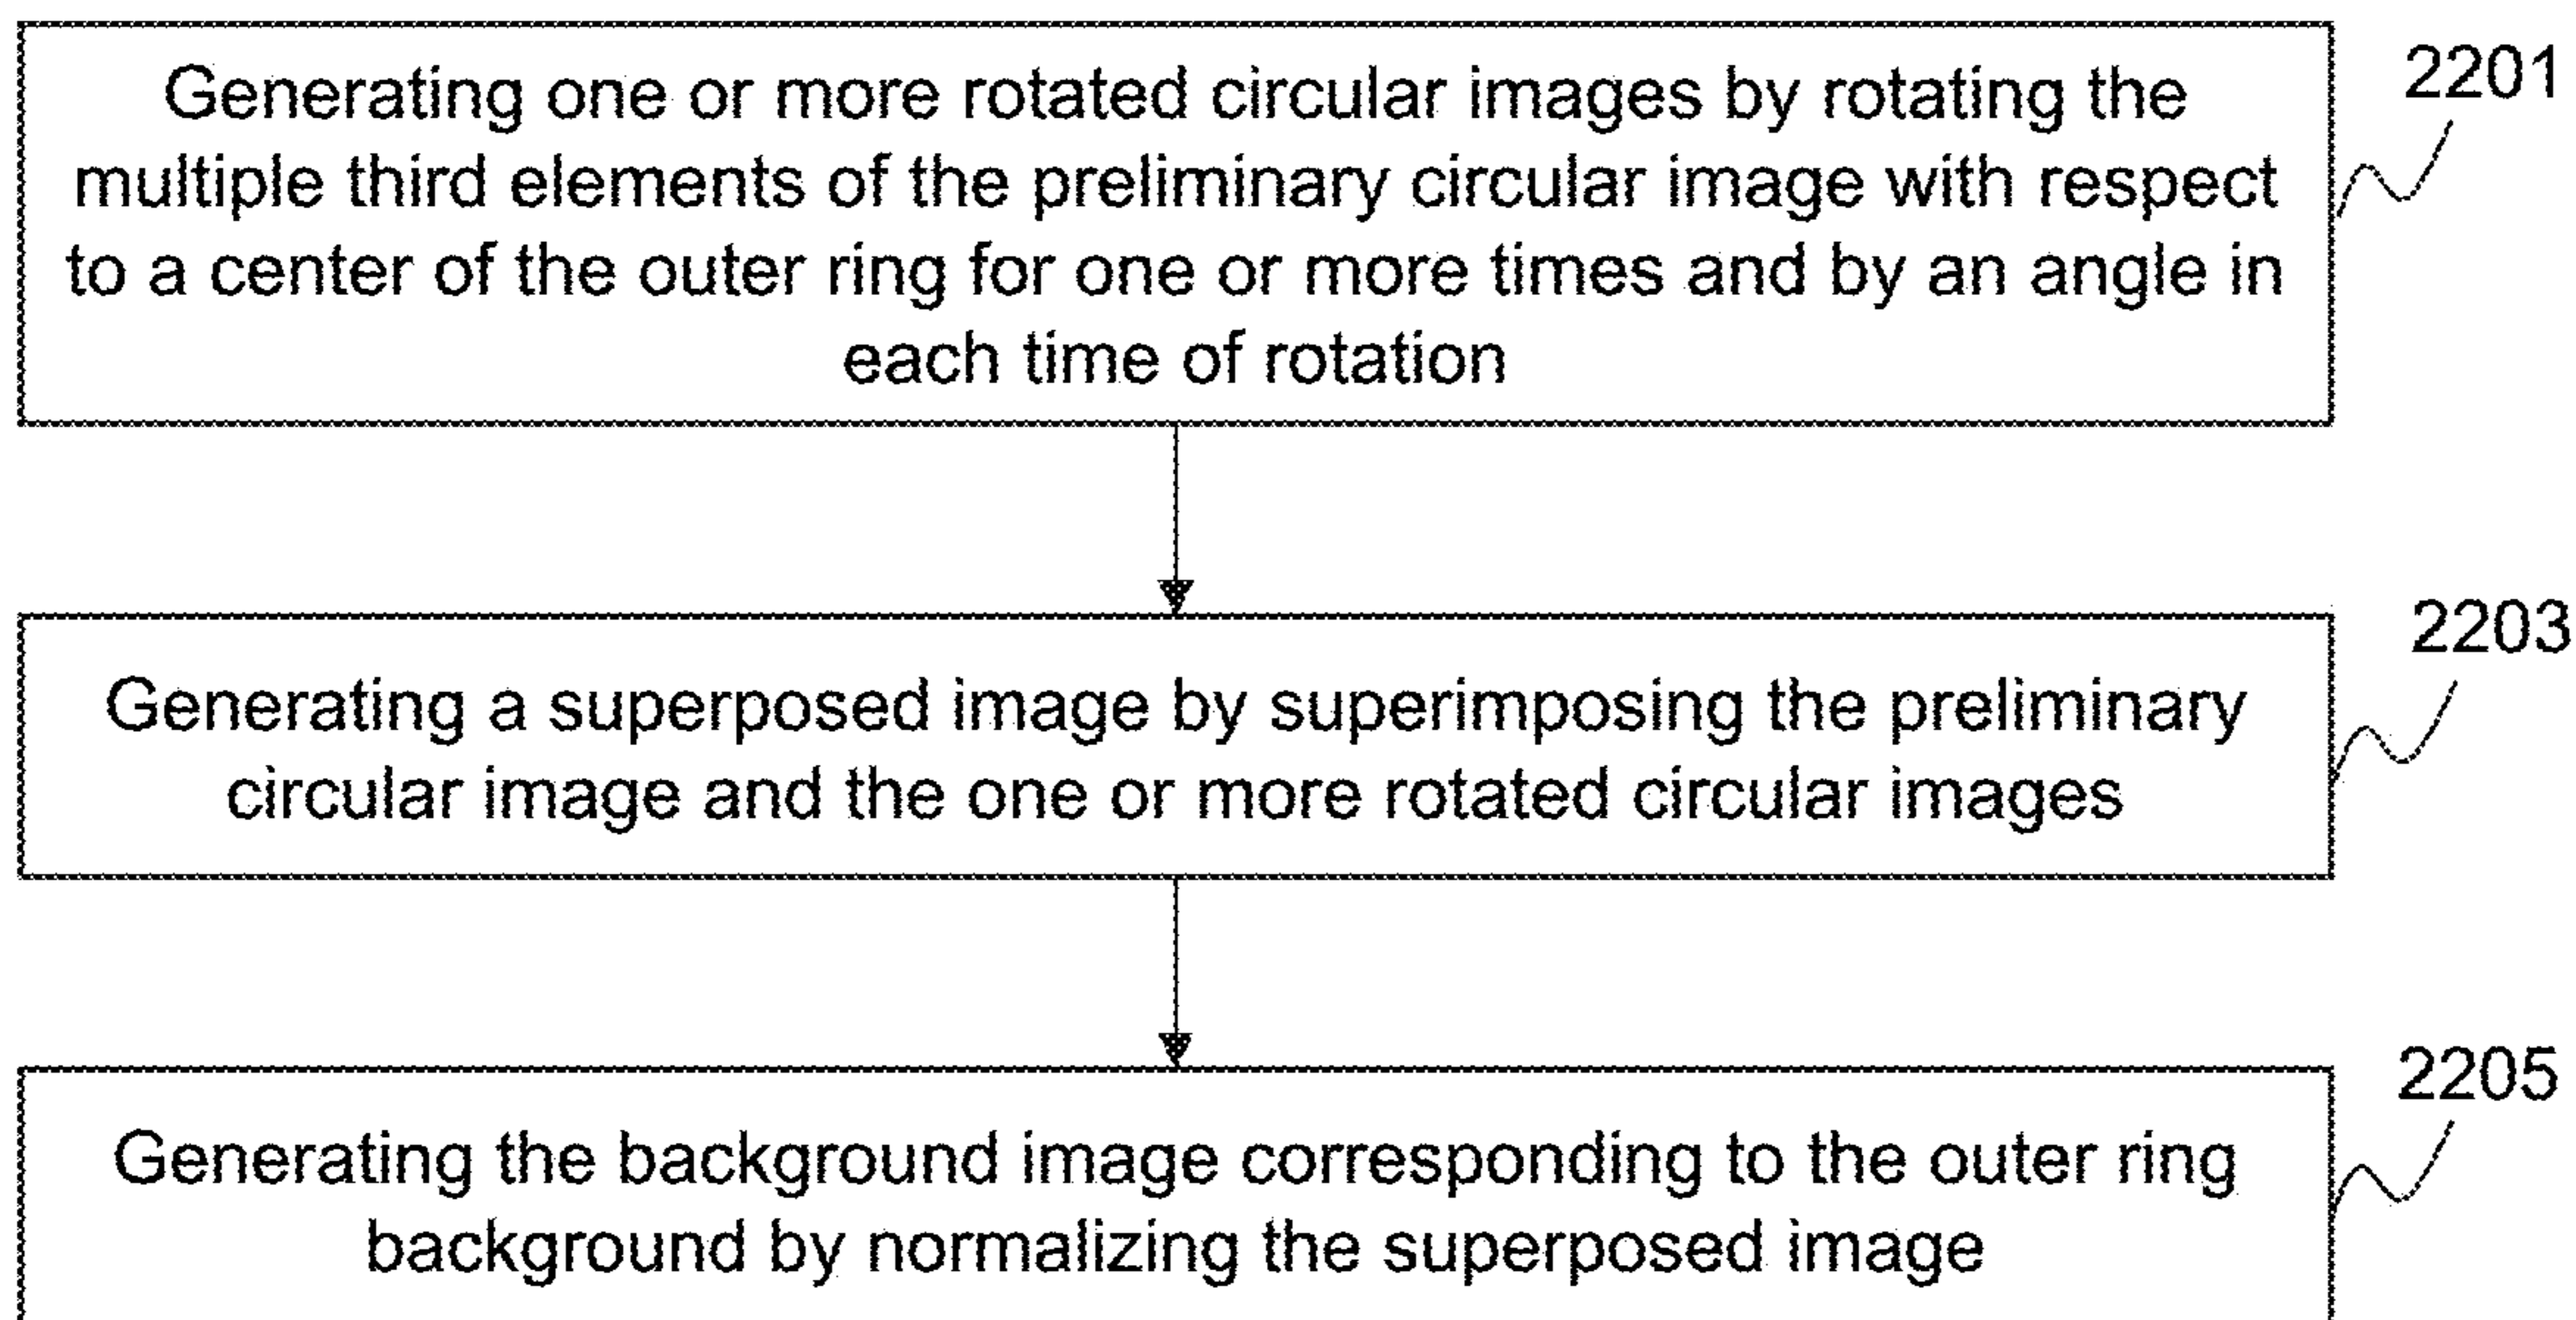 Generating one or more rotated circular images by rotating the
2201
multiple third elements of the preliminary circular image with respect
to a center of the outer ring for one or more times and by an angle in
each time of rotation
2203
Generating a superposed image by superimposing the preliminary
circular image and the one or more rotated circular images
2205
Generating the background image corresponding to the outer ring
background by normalizing the superposed image